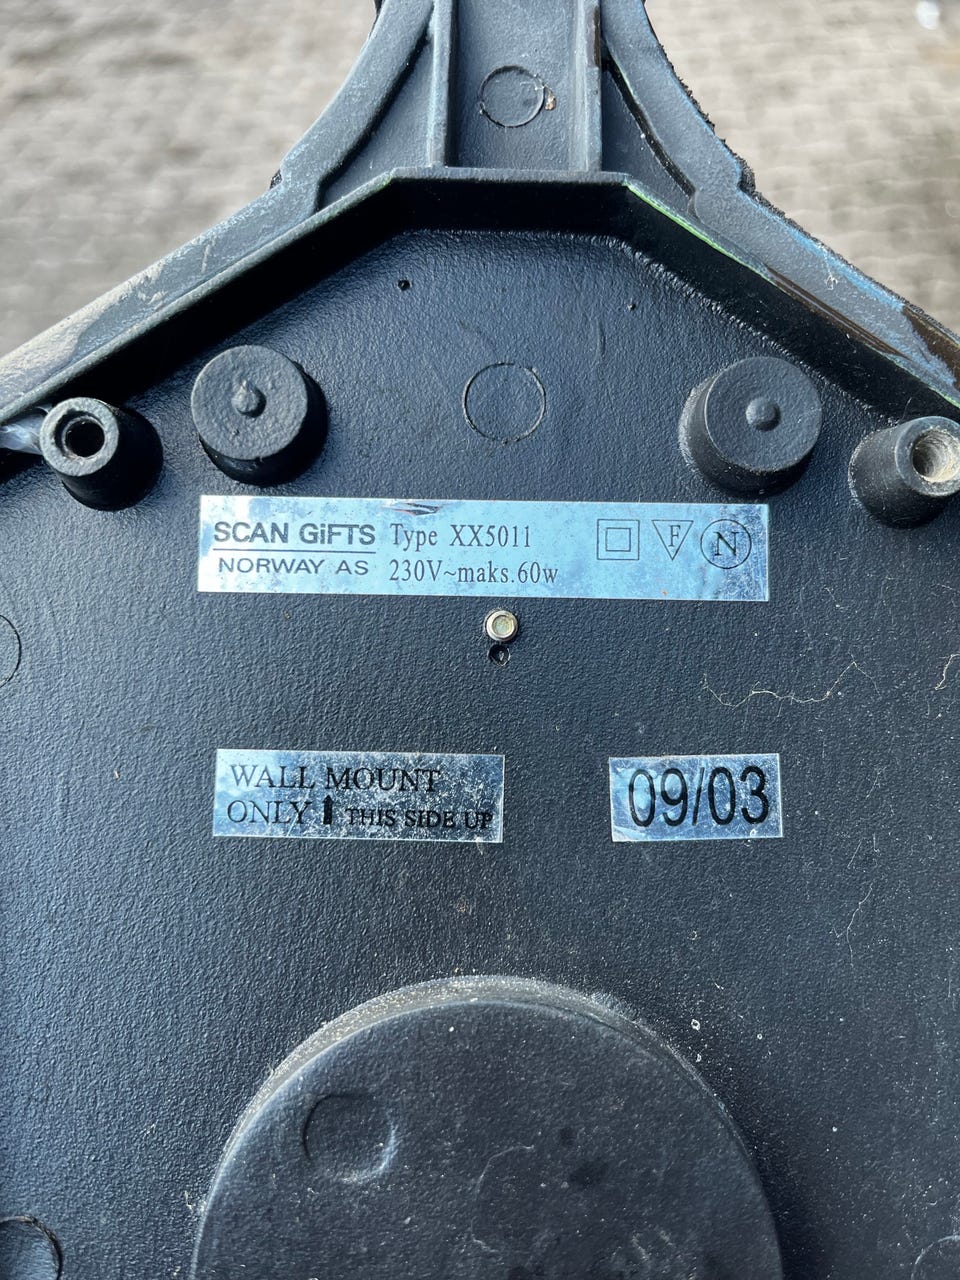 SCAN GiFTS Type XX5011 F N
NORWAY AS 230V~maks.60w
WALL MOUNT
ONLY THIS SIDE UP
09/03